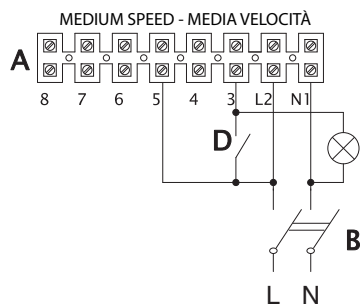 MEDIUM SPEED - MEDIA VELOCITÀ
A
8 7 6 5 4 3 L2 N1
D
B
L N